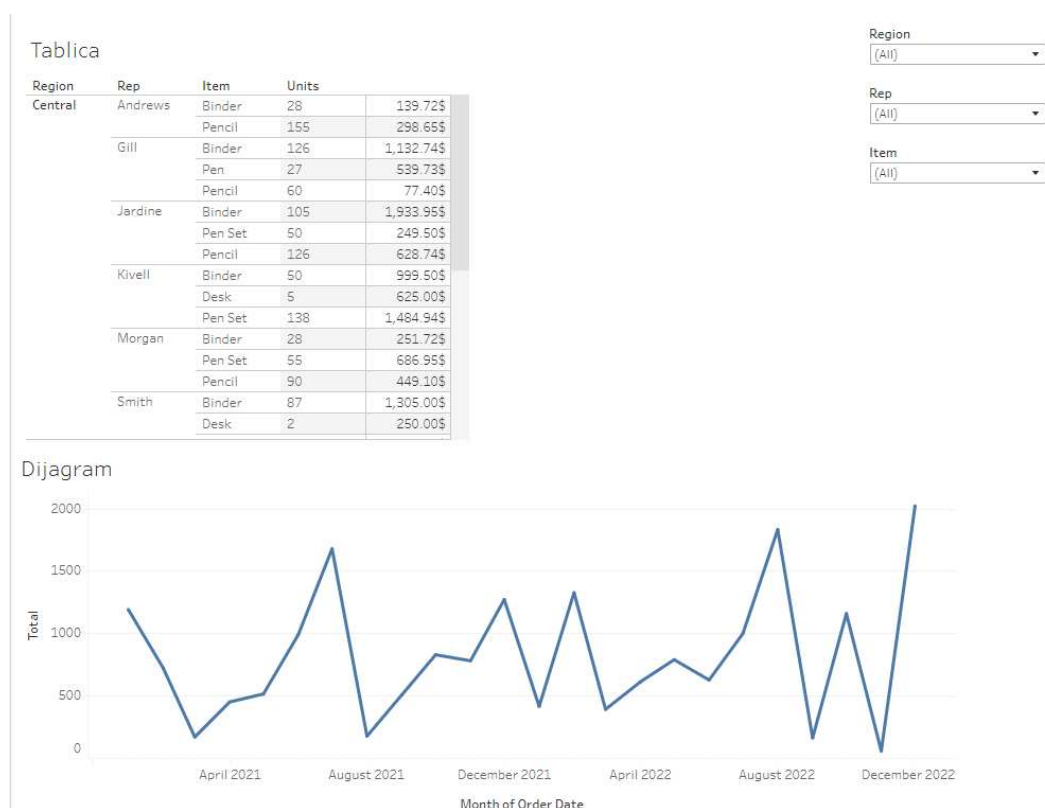 Tablica
Region Rep Item Units
Central Andrews Binder 28 139.72$
Pencil 155 298.65$
Gill Binder 126 1,132.74$
Pen 27 539.73$
Pencil 60 77.40$
Jardine Binder 105 1,933.95$
Pen Set 50 249.50$
Pencil 126 628.74$
Kivell Binder 50 999.50$
Desk 5 625.00$
Pen Set 138 1,484.94$
Morgan Binder 28 251.72$
Pen Set 55 686.95$
Pencil 90 449.10$
Smith Binder 87 1,305.00$
Desk 2 250.00$
Region
(All)
Rep
(All)
Item
(All)
Dijagram
2000
1500
1000
500
0
Total
April 2021 August 2021 December 2021 April 2022 August 2022 December 2022
Month of Order Date